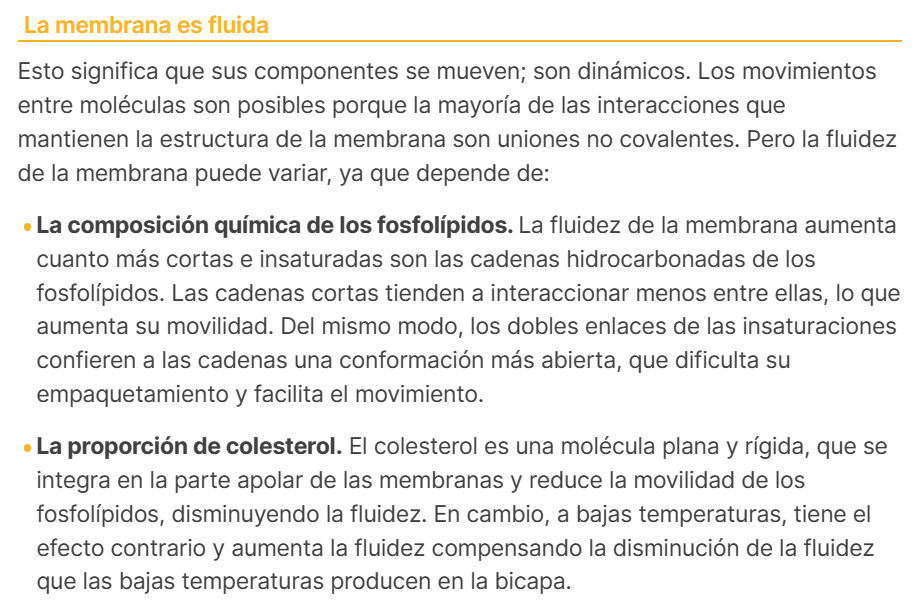 La membrana es fluida
Esto significa que sus componentes se mueven; son dinámicos. Los movimientos
entre moléculas son posibles porque la mayoría de las interacciones que
mantienen la estructura de la membrana son uniones no covalentes. Pero la fluidez
de la membrana puede variar, ya que depende de:
• La composición química de los fosfolípidos. La fluidez de la membrana aumenta
cuanto más cortas e insaturadas son las cadenas hidrocarbonadas de los
fosfolípidos. Las cadenas cortas tienden a interaccionar menos entre ellas, lo que
aumenta su movilidad. Del mismo modo, los dobles enlaces de las insaturaciones
confieren a las cadenas una conformación más abierta, que dificulta su
empaquetamiento y facilita el movimiento.
• La proporción de colesterol. El colesterol es una molécula plana y rígida, que se
integra en la parte apolar de las membranas y reduce la movilidad de los
fosfolípidos, disminuyendo la fluidez. En cambio, a bajas temperaturas, tiene el
efecto contrario y aumenta la fluidez compensando la disminución de la fluidez
que las bajas temperaturas producen en la bicapa.